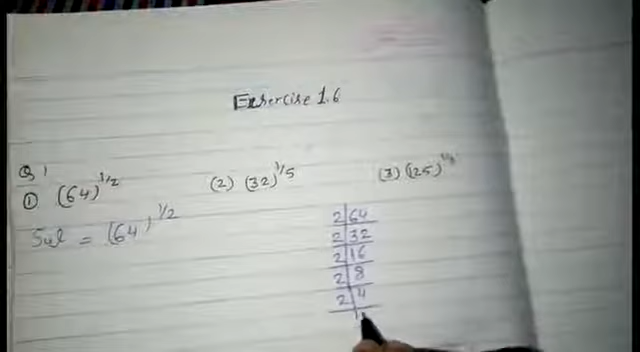 Exercise 1.6
Q 1
① (64)^1/2 (2) (32)^1/5 (3) (125)^1/3
Sol = (64)^1/2
2 | 64
2 | 32
2 | 16
2 | 8
2 | 4